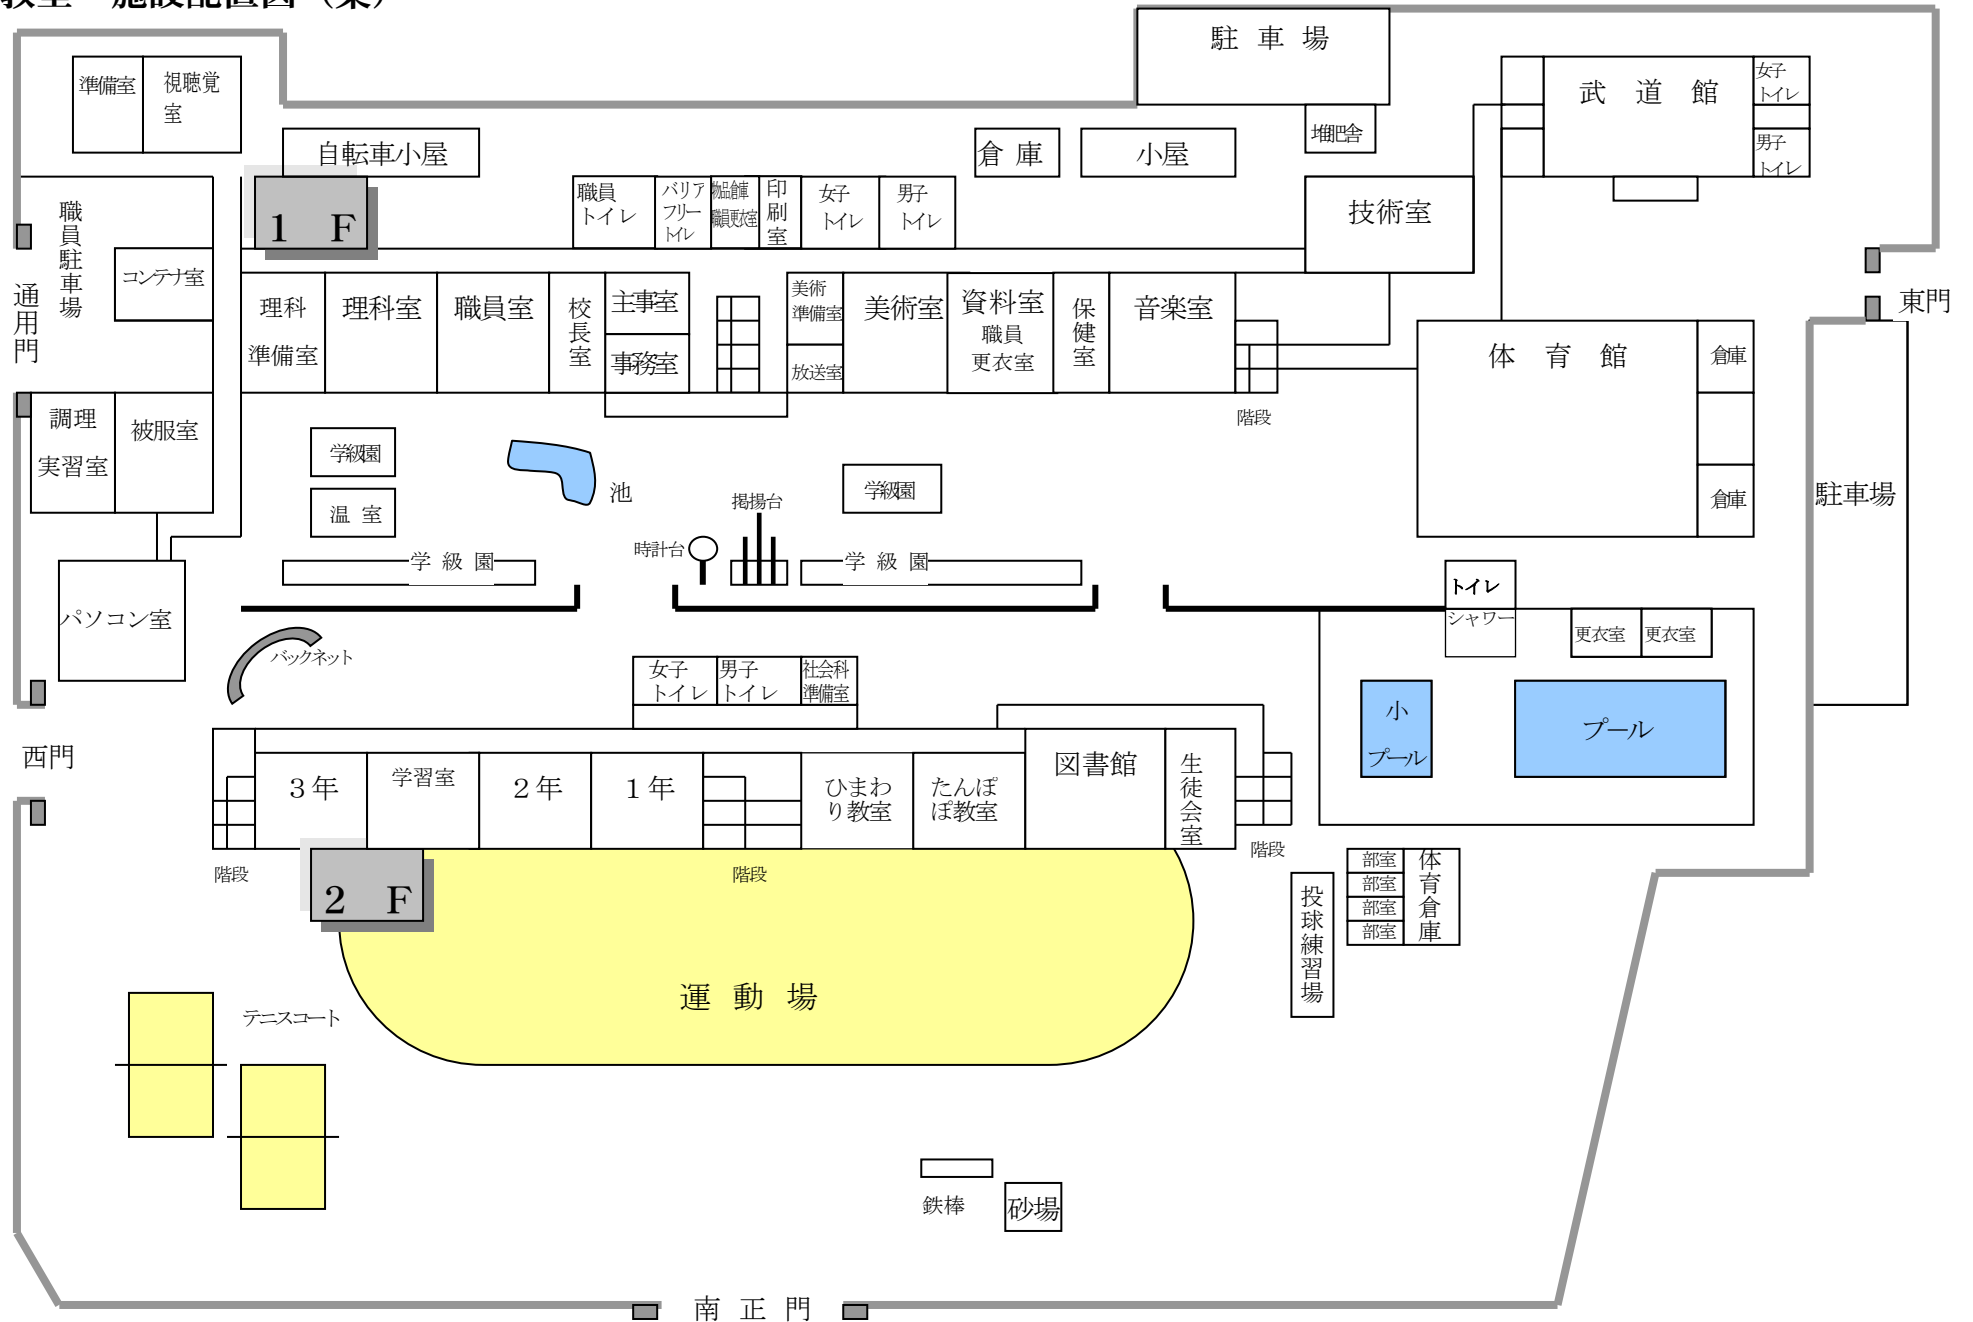 教室・施設配置図（案）
駐 車 場
準備室
視聴覚
室
武 道 館
女子
トイレ
男子
トイレ
堆肥舎
自転車小屋
倉 庫
小屋
1 F
職員
トイレ
バリア
フリー
トイレ
物品倉庫
職員更衣室
印刷室
女子
トイレ
男子
トイレ
技術室
職員駐車場
コンテナ室
通用門
東門
理科
準備室
理科室
職員室
校長室
主事室
事務室
美術
準備室
放送室
美術室
資料室
職員
更衣室
保健室
音楽室
階段
体 育 館
倉庫
倉庫
駐車場
調理
実習室
被服室
学級園
温 室
池
掲揚台
時計台
学級園
学 級 園
学 級 園
パソコン室
バックネット
トイレ
シャワー
更衣室
更衣室
小
プール
プール
女子
トイレ
男子
トイレ
社会科
準備室
西門
３年
学習室
２年
１年
ひまわ
り教室
たんぽ
ぽ教室
図書館
生徒会室
階段
階段
階段
2 F
部室
部室
部室
部室
体育倉庫
投球練習場
運 動 場
テニスコート
鉄棒
砂場
南 正 門